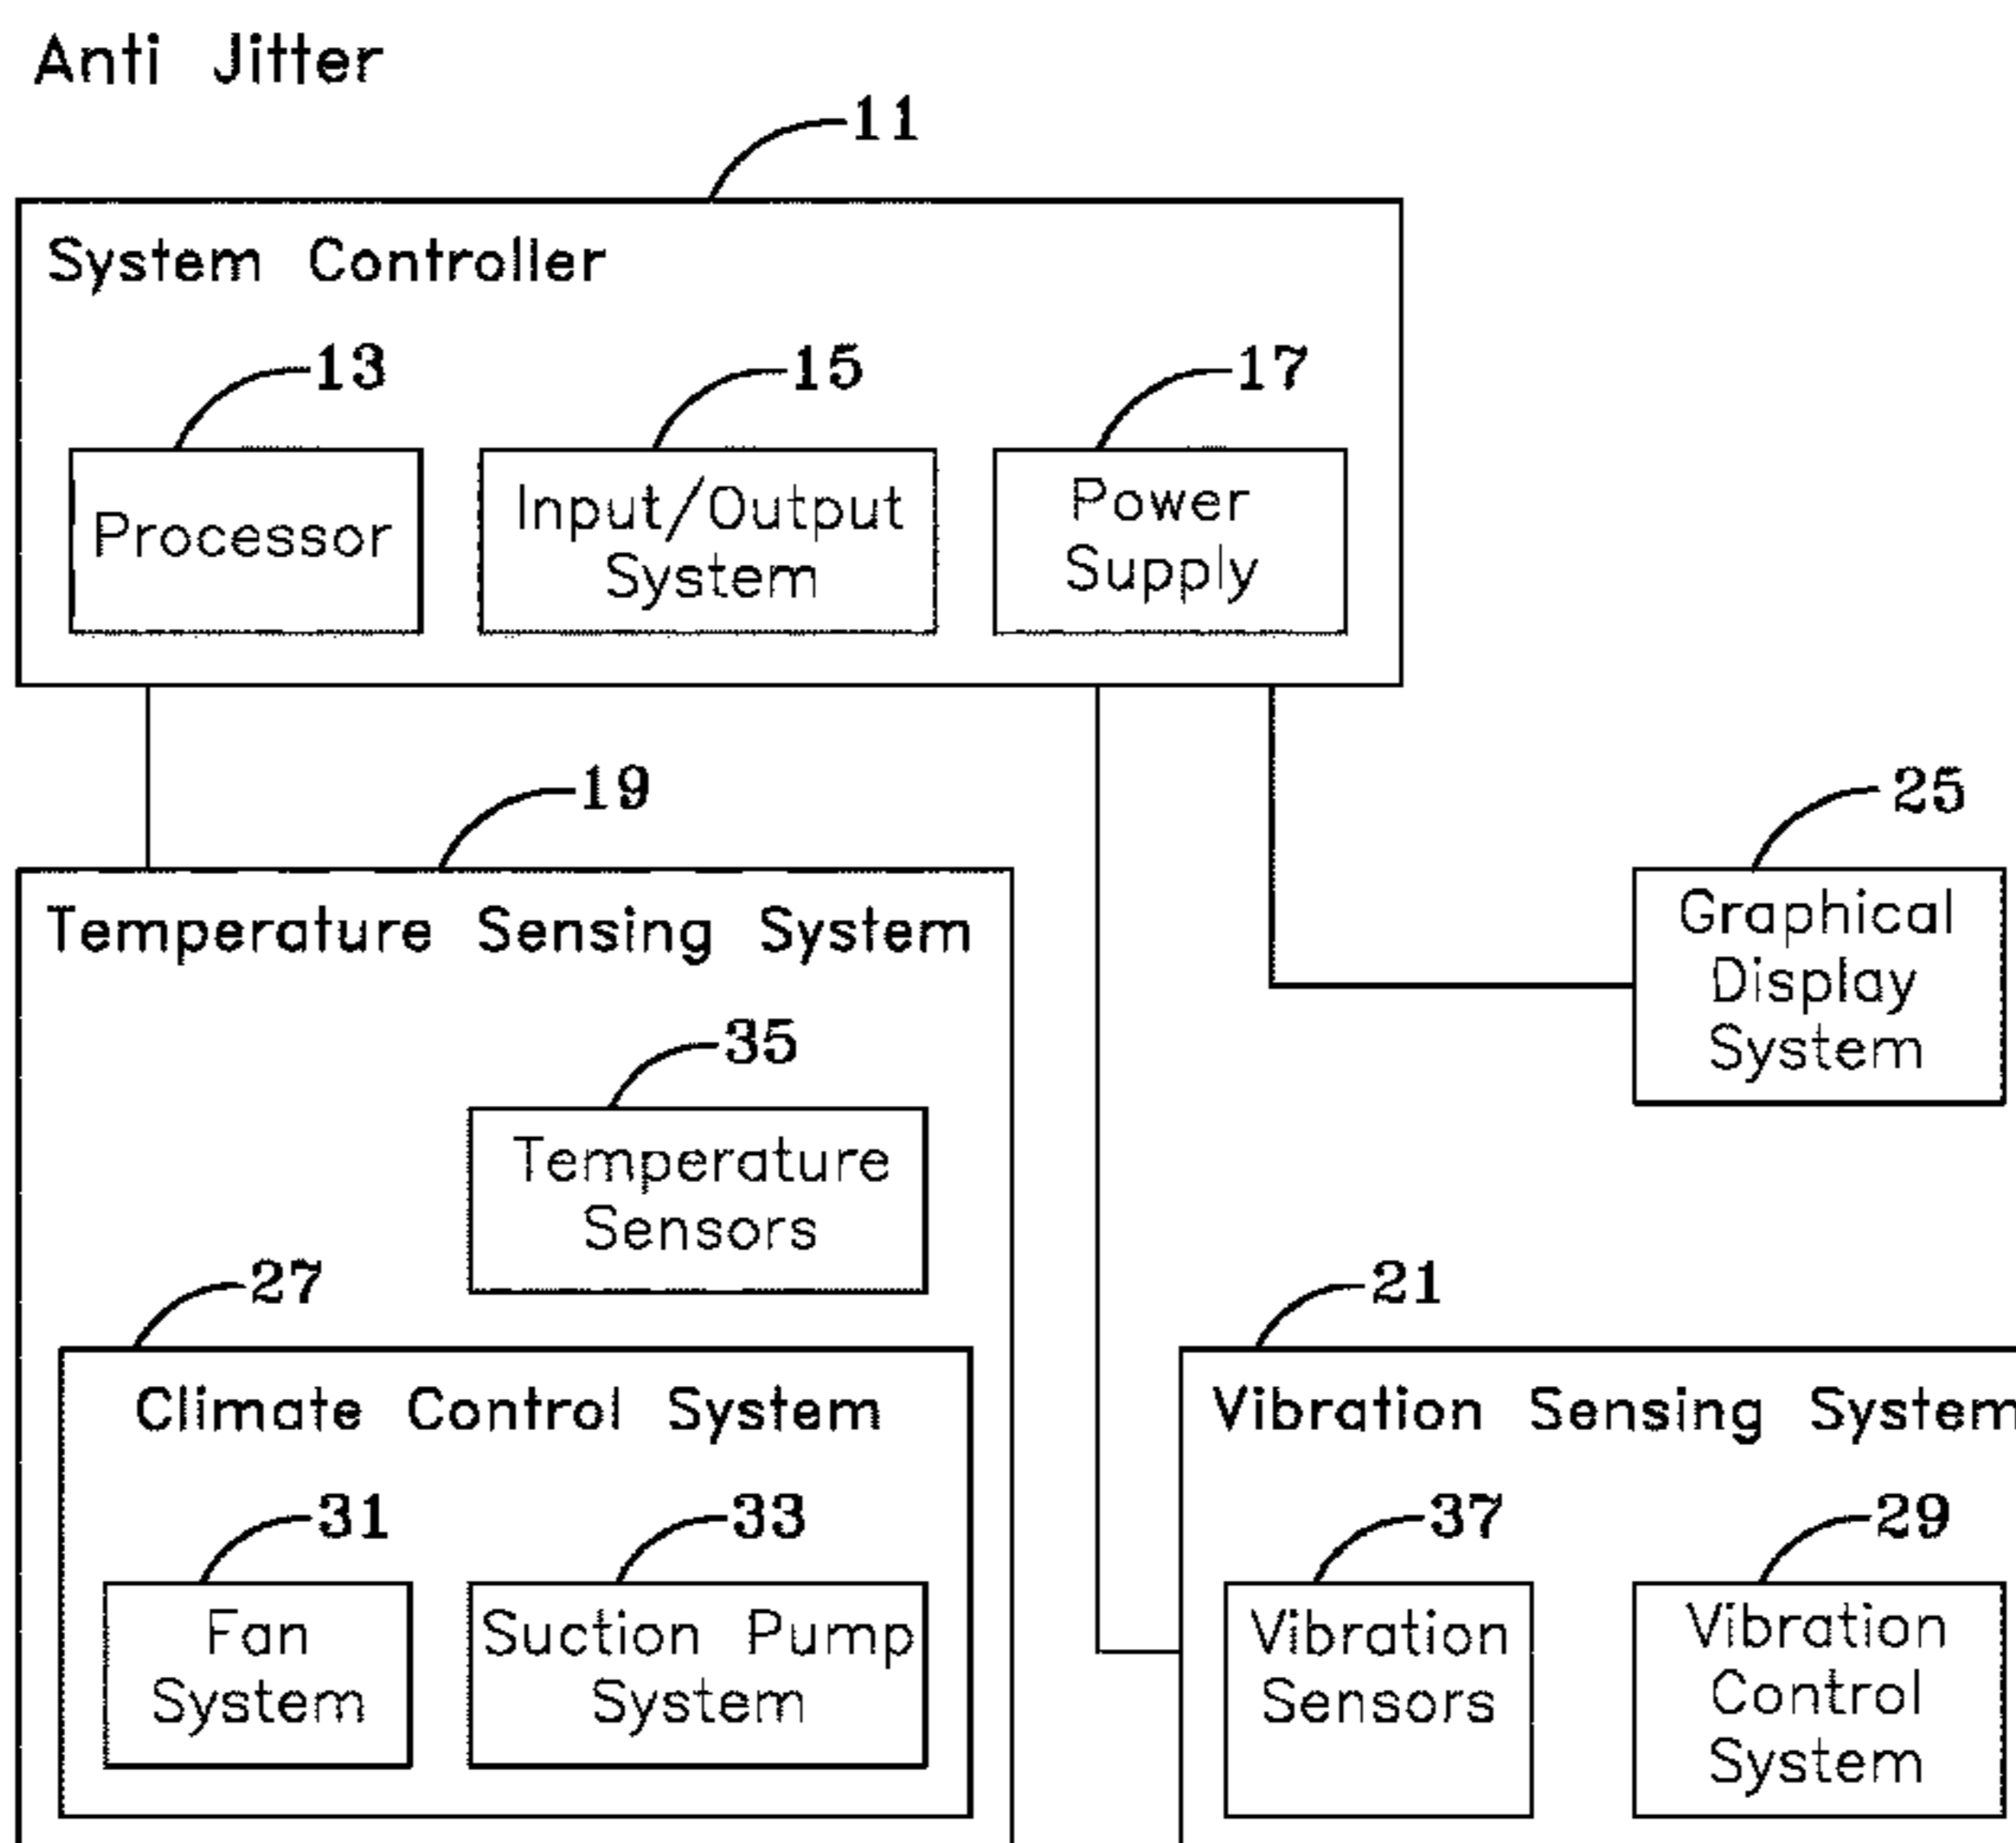 Anti Jitter
11
System Controller
13
15
17
Processor
Input/Output
System
Power
Supply
19
25
Temperature Sensing System
Graphical
Display
System
35
Temperature
Sensors
27
21
Climate Control System
Vibration Sensing System
31
33
37
29
Fan
System
Suction Pump
System
Vibration
Sensors
Vibration
Control
System